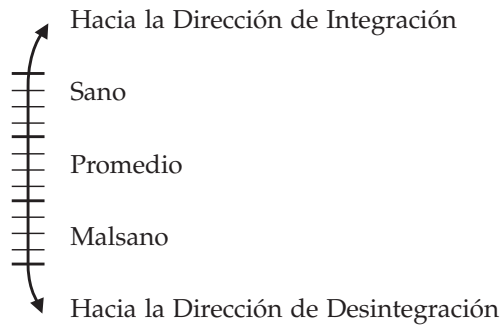 Hacia la Dirección de Integración
Sano
Promedio
Malsano
Hacia la Dirección de Desintegración